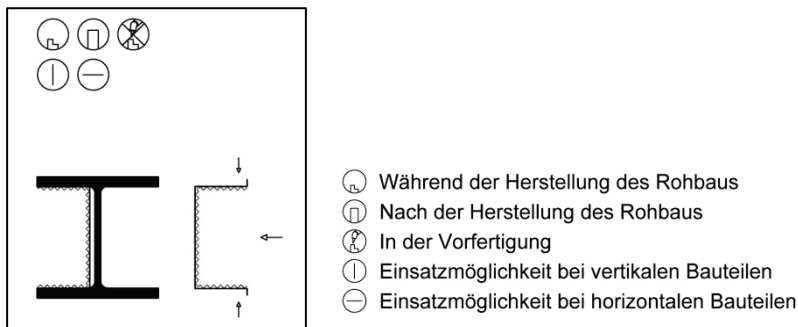 Während der Herstellung des Rohbaus
Nach der Herstellung des Rohbaus
In der Vorfertigung
Einsatzmöglichkeit bei vertikalen Bauteilen
Einsatzmöglichkeit bei horizontalen Bauteilen